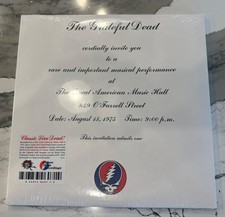 The Grateful Dead
cordially invite you
to a
rare and important musical performance
at
The Great American Music Hall
859 O'Farrell Street
Date: August 13, 1975 Time: 9:00 p.m.
This invitation admits one
Classic Live Dead!